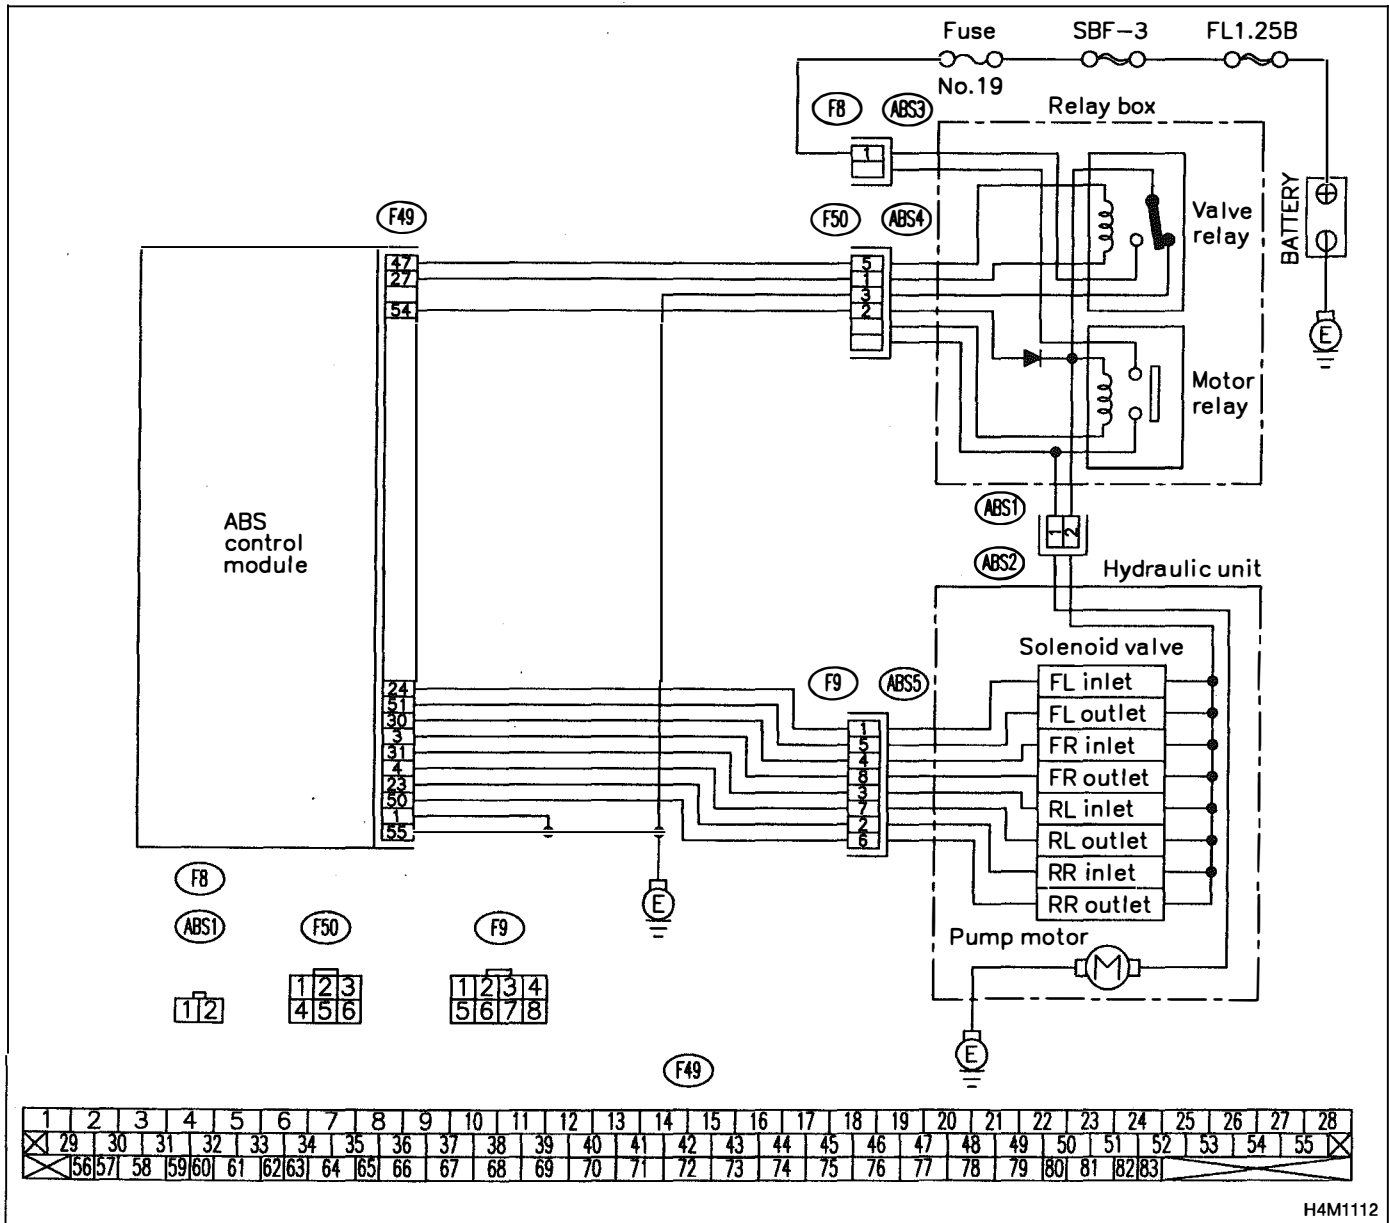 Fuse SBF-3 FL1.25B
No.19
F8 ABS3 Relay box
1
BATTERY
F49 F50 ABS4 Valve
relay
47 5
27 1
3
54 2
Motor
relay
ABS1
1 2
ABS
control
module
ABS2 Hydraulic unit
Solenoid valve
F9 ABS5
24 1 FL inlet
51 5 FL outlet
30 4 FR inlet
3 8 FR outlet
31 3 RL inlet
4 7 RL outlet
23 2 RR inlet
50 6 RR outlet
1
55
E
E
F8
ABS1 F50 F9
Pump motor
M
1 2 3 1 2 3 4
1 2 4 5 6 5 6 7 8
E
F49
1 2 3 4 5 6 7 8 9 10 11 12 13 14 15 16 17 18 19 20 21 22 23 24 25 26 27 28
29 30 31 32 33 34 35 36 37 38 39 40 41 42 43 44 45 46 47 48 49 50 51 52 53 54 55
56 57 58 59 60 61 62 63 64 65 66 67 68 69 70 71 72 73 74 75 76 77 78 79 80 81 82 83
H4M1112